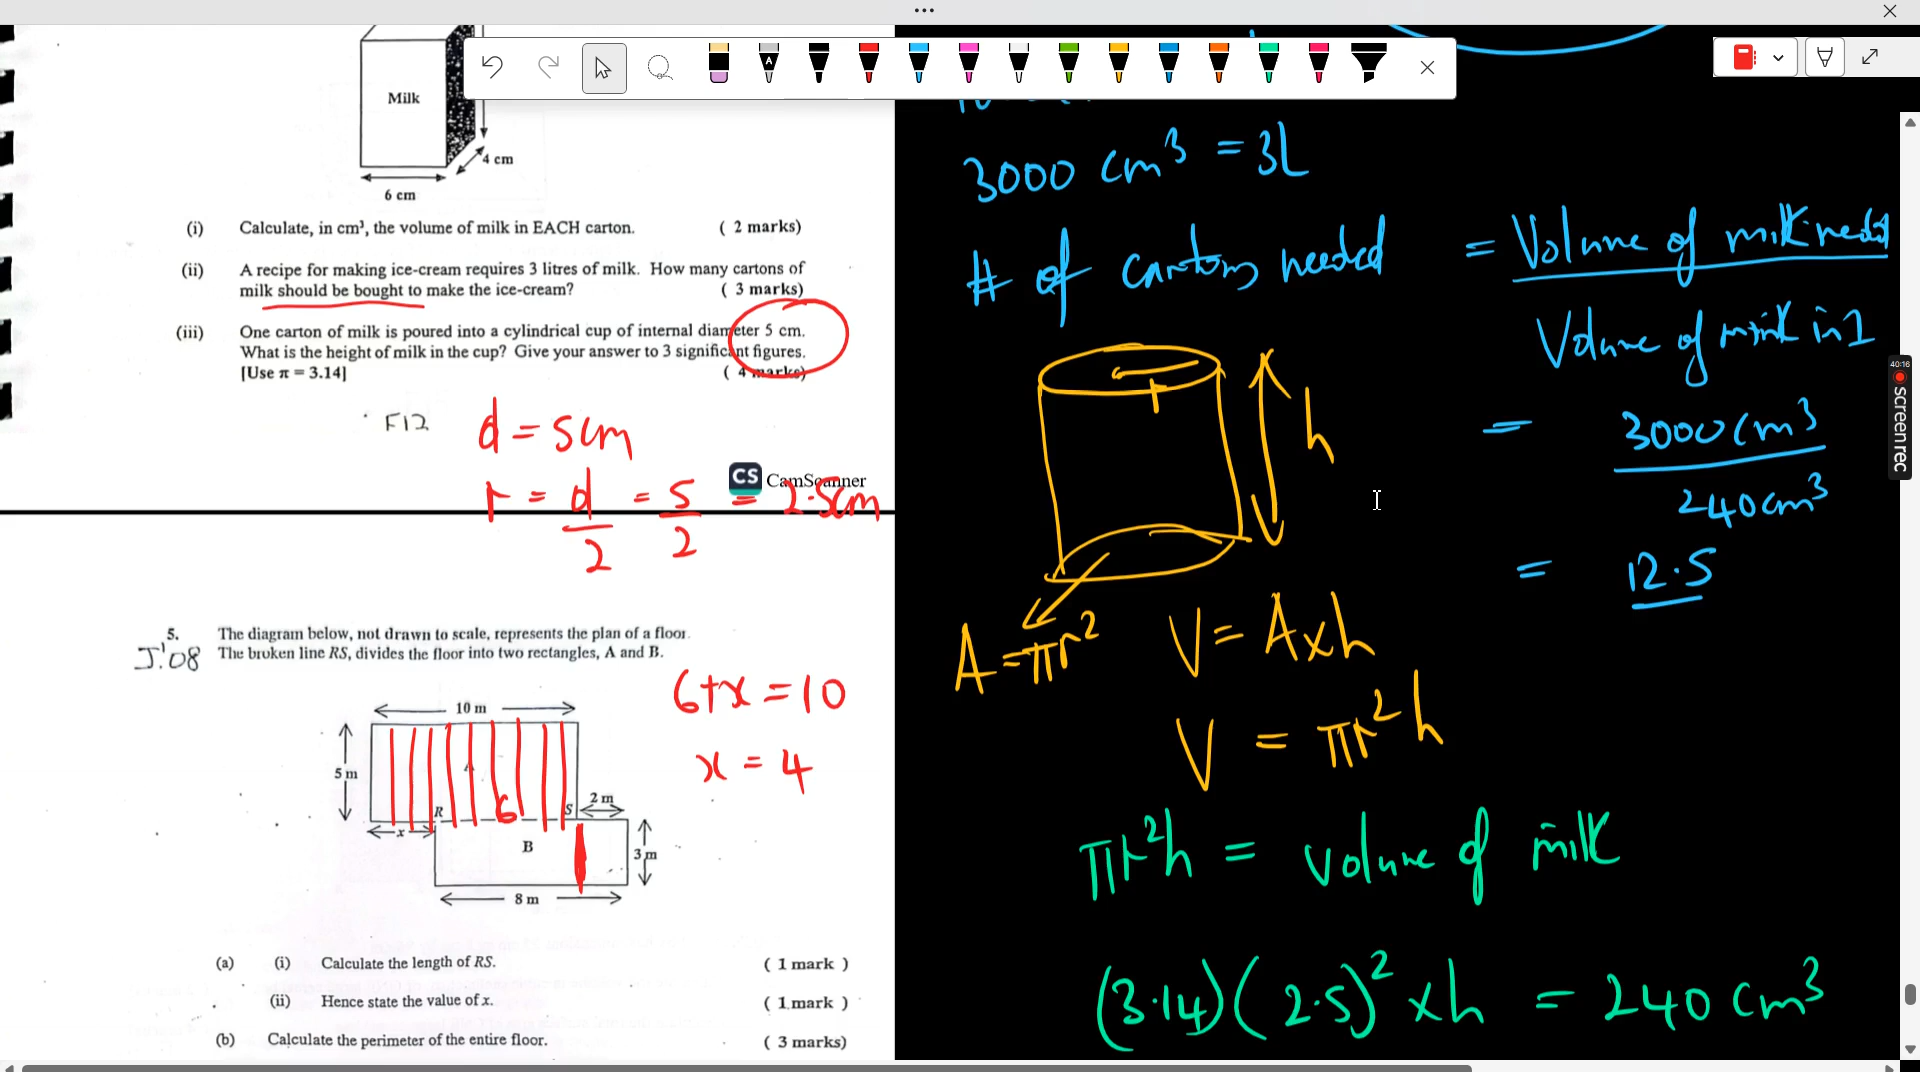 Milk
4 cm
6 cm
(i) Calculate, in cm³, the volume of milk in EACH carton. ( 2 marks)
(ii) A recipe for making ice-cream requires 3 litres of milk. How many cartons of
milk should be bought to make the ice-cream? ( 3 marks)
(iii) One carton of milk is poured into a cylindrical cup of internal diameter 5 cm.
What is the height of milk in the cup? Give your answer to 3 significant figures.
[Use π = 3.14] ( 4 marks)
F12
d = 5cm
CS CamScanner
r = d/2 = 5/2 = 2.5cm
5. The diagram below, not drawn to scale, represents the plan of a floor.
J'08 The broken line RS, divides the floor into two rectangles, A and B.
6+x = 10
x = 4
10 m
5 m
A
R
6
S
2 m
x
B
3 m
8 m
(a) (i) Calculate the length of RS. ( 1 mark )
(ii) Hence state the value of x. ( 1 mark )
(b) Calculate the perimeter of the entire floor. ( 3 marks)
3000 cm³ = 3L
# of cartons needed = Volume of milk needed
Volume of milk in 1
= 3000 cm³
240cm³
= 12.5
r
h
A = πr²
V = A x h
V = πr² h
πr²h = volume of milk
(3.14)(2.5)² x h = 240 cm³
40:16
screenrec